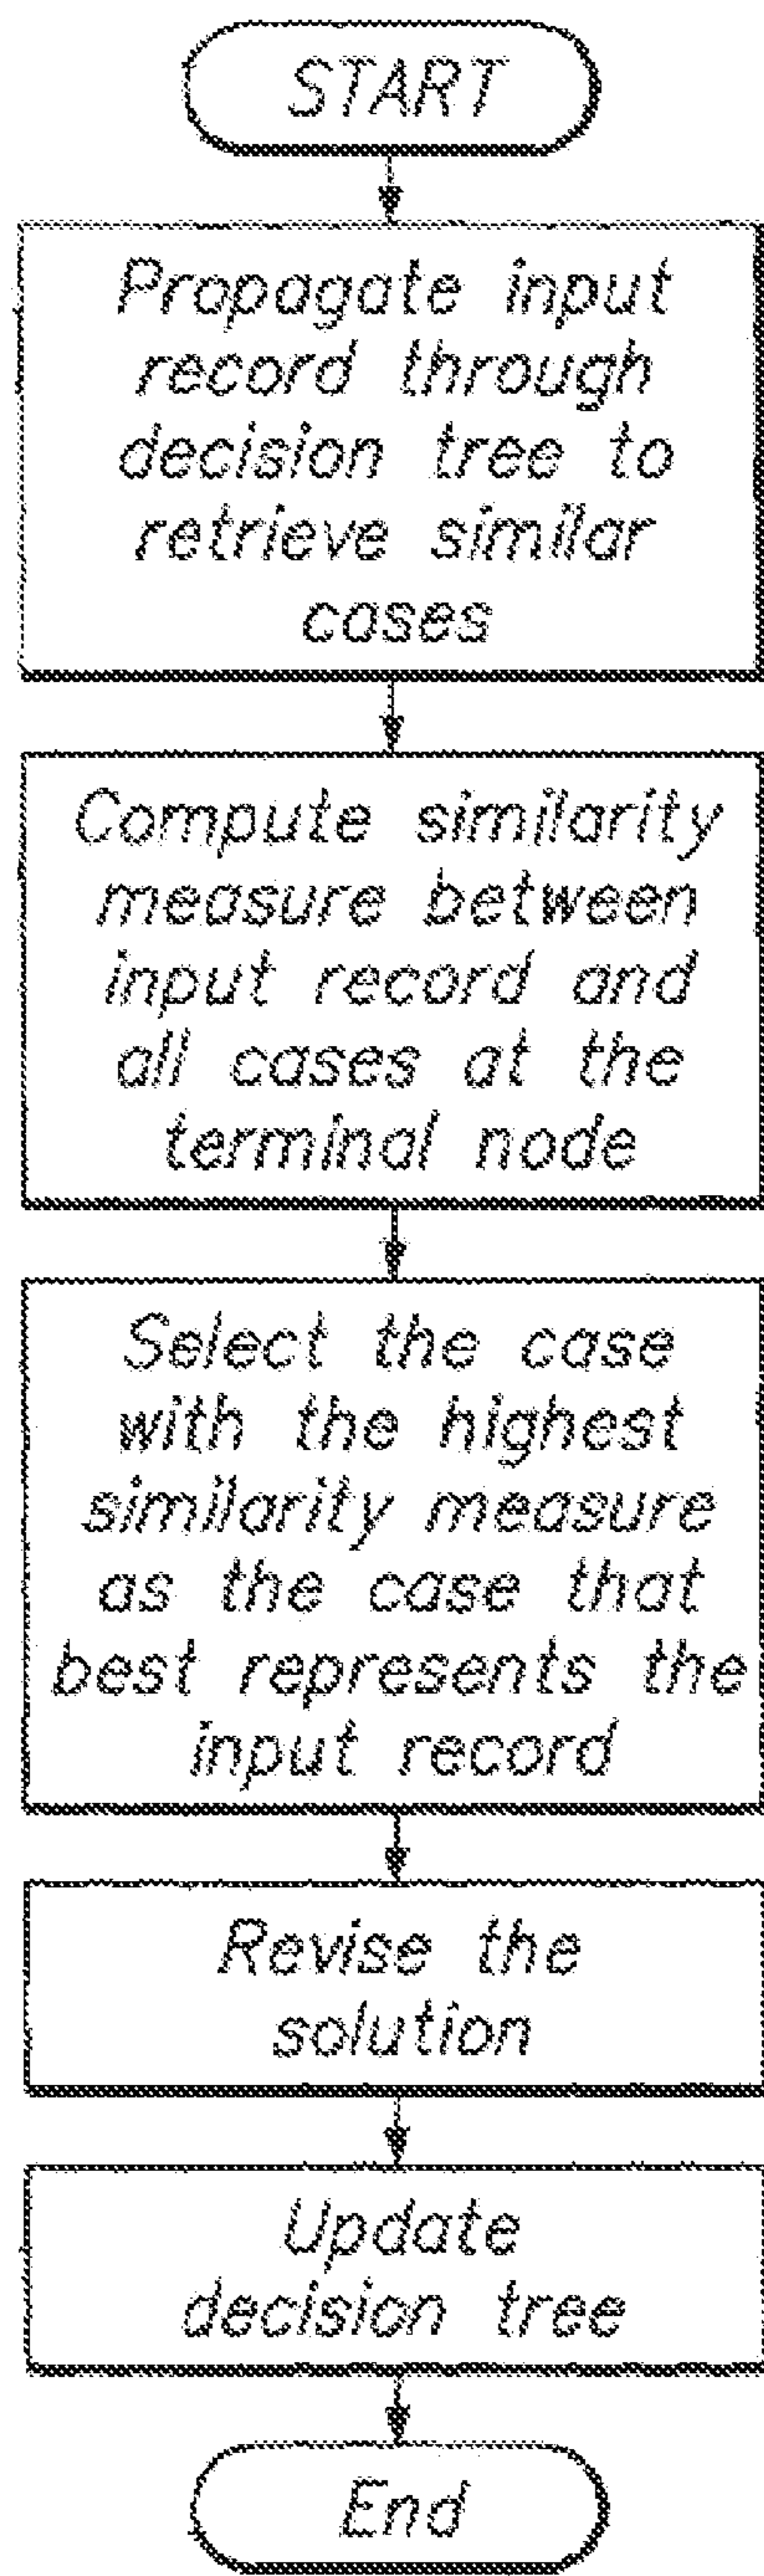 START
Propagate input
record through
decision tree to
retrieve similar
cases
Compute similarity
measure between
input record and
all cases at the
terminal node
Select the case
with the highest
similarity measure
as the case that
best represents the
input record
Revise the
solution
Update
decision tree
End